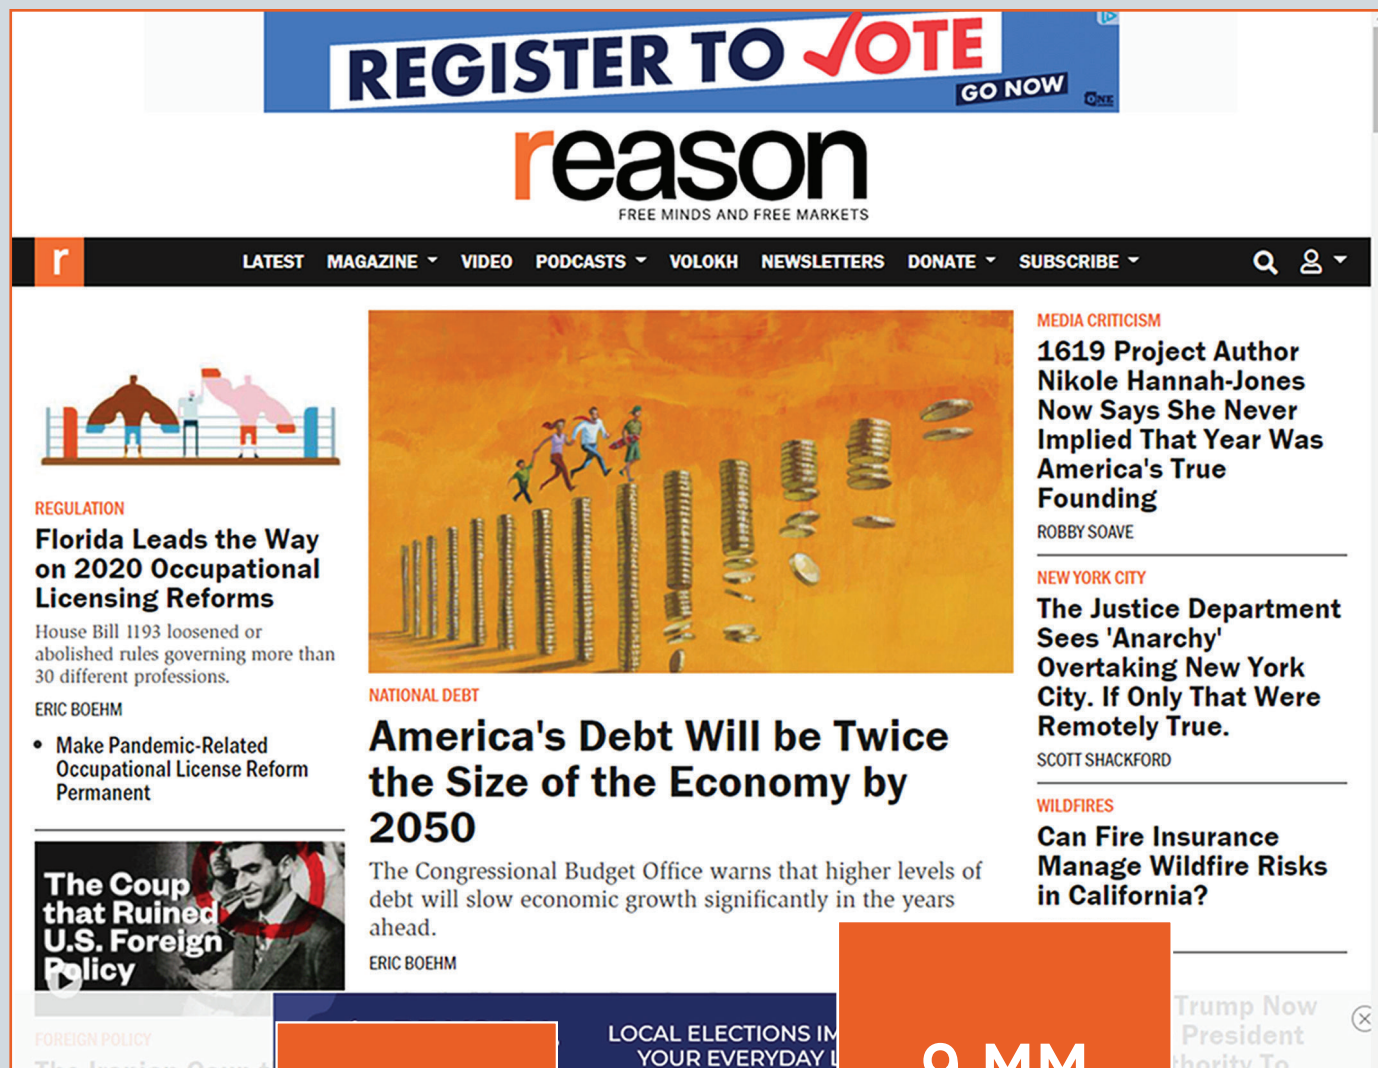 REGISTER TO VOTE
GO NOW
ONE
reason
FREE MINDS AND FREE MARKETS
r
LATEST MAGAZINE VIDEO PODCASTS VOLOKH NEWSLETTERS DONATE SUBSCRIBE
REGULATION
Florida Leads the Way
on 2020 Occupational
Licensing Reforms
House Bill 1193 loosened or
abolished rules governing more than
30 different professions.
ERIC BOEHM
• Make Pandemic-Related
Occupational License Reform
Permanent
The Coup
that Ruined
U.S. Foreign
Policy
FOREIGN POLICY
NATIONAL DEBT
America's Debt Will be Twice
the Size of the Economy by
2050
The Congressional Budget Office warns that higher levels of
debt will slow economic growth significantly in the years
ahead.
ERIC BOEHM
MEDIA CRITICISM
1619 Project Author
Nikole Hannah-Jones
Now Says She Never
Implied That Year Was
America's True
Founding
ROBBY SOAVE
NEW YORK CITY
The Justice Department
Sees 'Anarchy'
Overtaking New York
City. If Only That Were
Remotely True.
SCOTT SHACKFORD
WILDFIRES
Can Fire Insurance
Manage Wildfire Risks
in California?
Trump Now
President
To
LOCAL ELECTIONS
YOUR EVERYDAY
9 MM